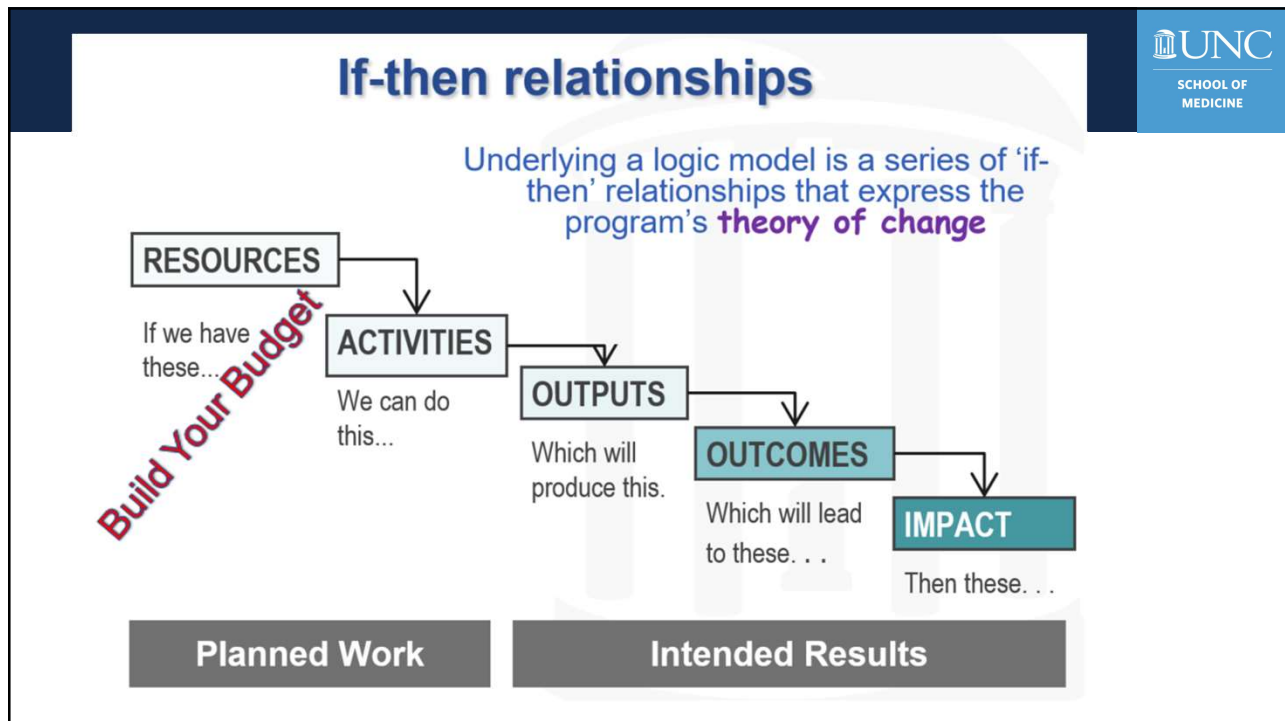 If-then relationships
UNC
SCHOOL OF
MEDICINE
Underlying a logic model is a series of ‘if-
then’ relationships that express the
program’s theory of change
RESOURCES
If we have
these...
Build Your Budget
ACTIVITIES
We can do
this...
OUTPUTS
Which will
produce this.
OUTCOMES
Which will lead
to these. . .
IMPACT
Then these. . .
Planned Work
Intended Results